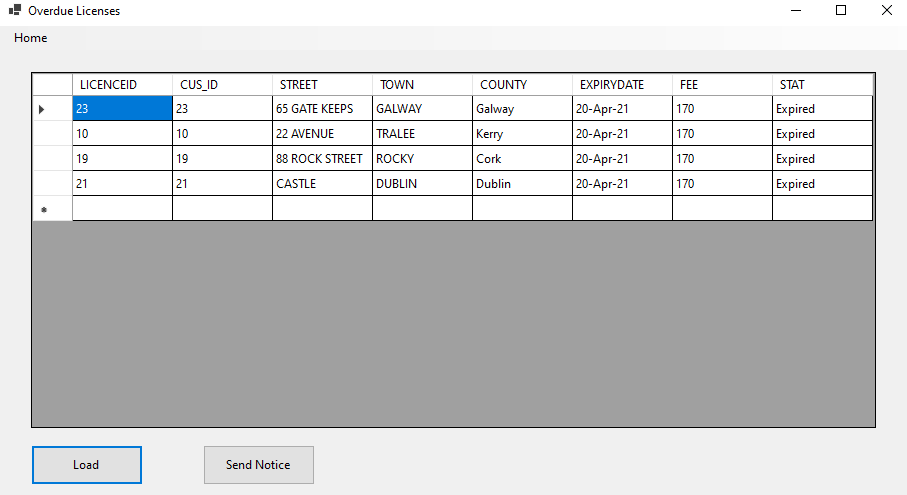 Overdue Licenses
Home
LICENCEID CUS_ID STREET TOWN COUNTY EXPIRYDATE FEE STAT
23 23 65 GATE KEEPS GALWAY Galway 20-Apr-21 170 Expired
10 10 22 AVENUE TRALEE Kerry 20-Apr-21 170 Expired
19 19 88 ROCK STREET ROCKY Cork 20-Apr-21 170 Expired
21 21 CASTLE DUBLIN Dublin 20-Apr-21 170 Expired
Load Send Notice